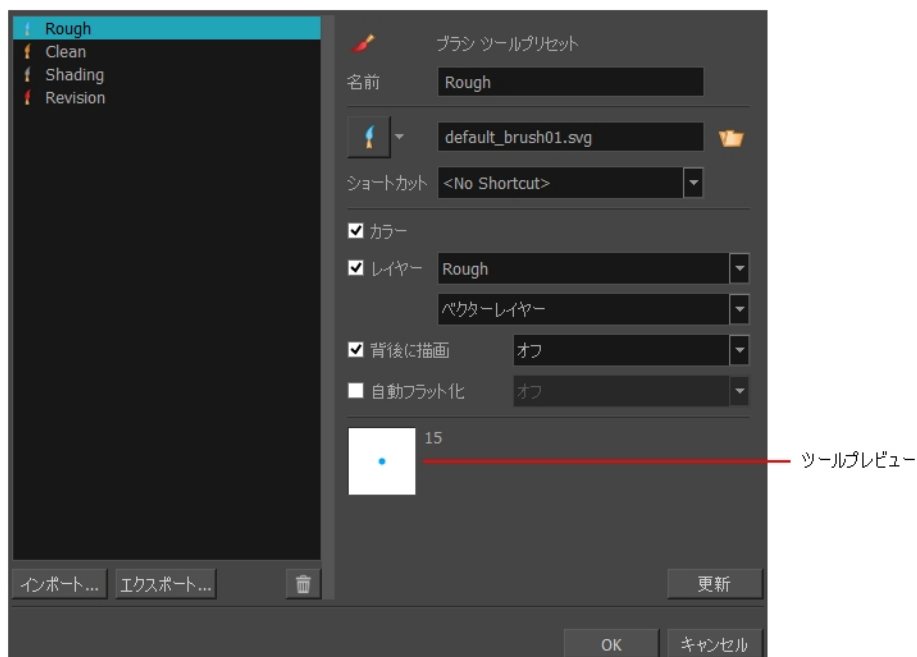 Rough
Clean
Shading
Revision
インポート...
エクスポート...
ブラシ ツールプリセット
名前
Rough
default_brush01.svg
ショートカット
<No Shortcut>
カラー
レイヤー
Rough
ベクターレイヤー
背後に描画
オフ
自動フラット化
オフ
15
ツールプレビュー
更新
OK
キャンセル